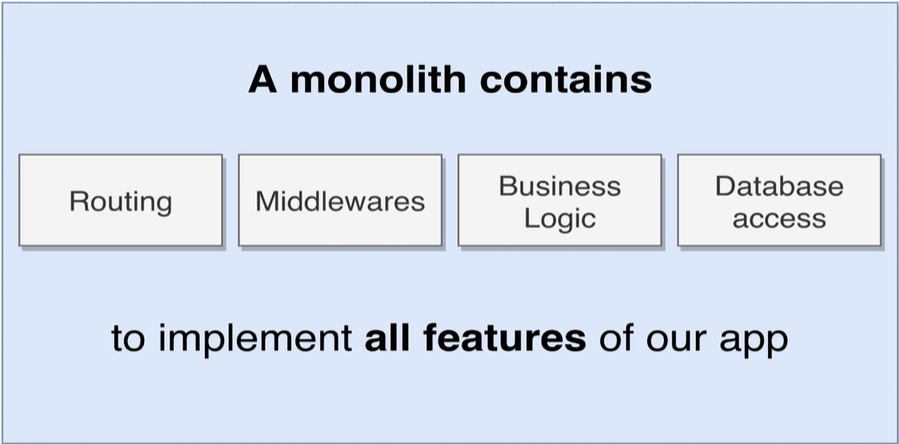 A monolith contains
Routing
Middlewares
Business
Logic
Database
access
to implement all features of our app